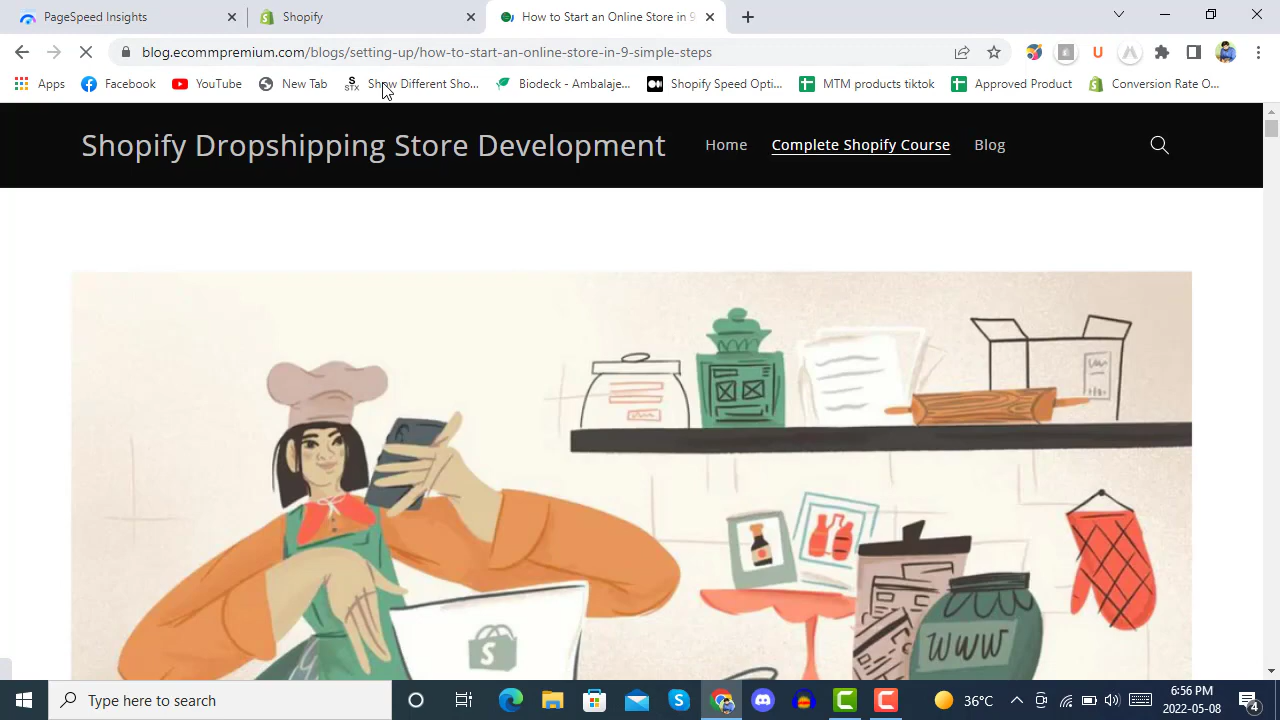 PageSpeed Insights
Shopify
How to Start an Online Store in 9
blog.ecommpremium.com/blogs/setting-up/how-to-start-an-online-store-in-9-simple-steps
Apps
Facebook
YouTube
New Tab
STX
Show Different Sho...
Biodeck - Ambalaje...
Shopify Speed Opti...
MTM products tiktok
Approved Product
Conversion Rate O...
Shopify Dropshipping Store Development
Home
Complete Shopify Course
Blog
WWW
S
Type here to search
36°C
6:56 PM
2022-05-08
4